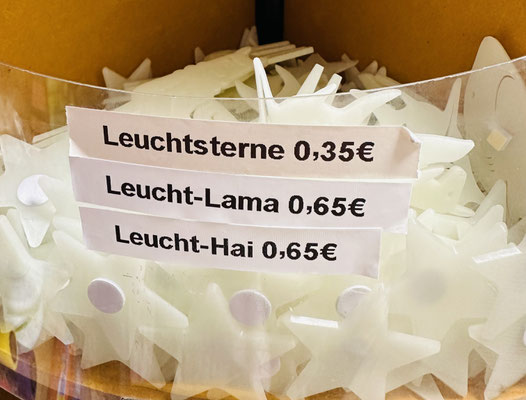 Leuchtsterne 0,35€
Leucht-Lama 0,65€
Leucht-Hai 0,65€